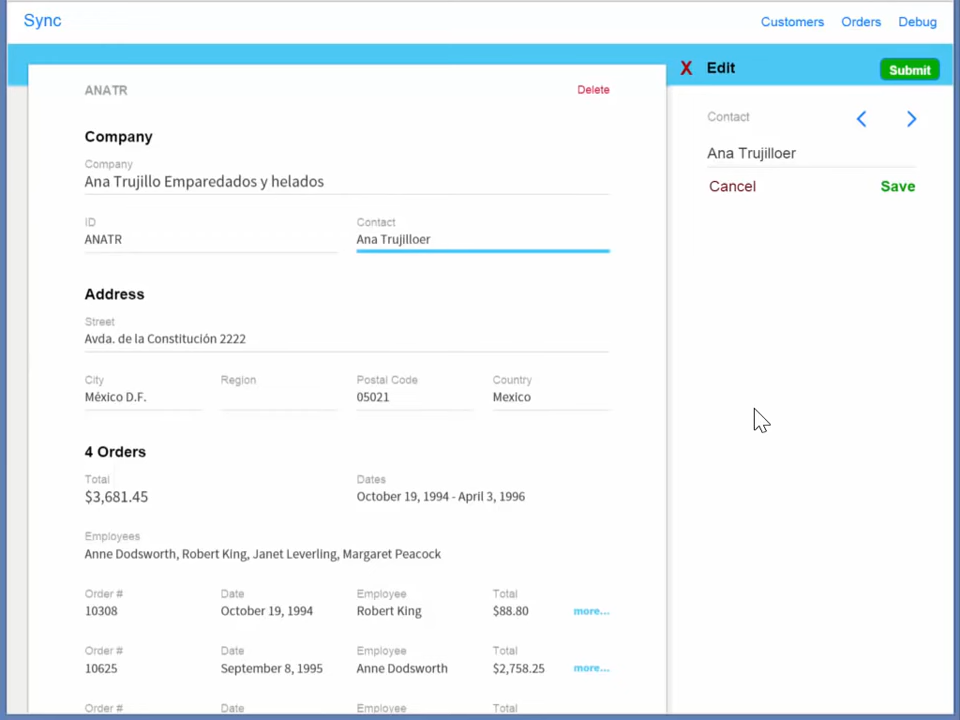 Sync
Customers Orders Debug
X Edit Submit
ANATR Delete
Contact < >
Ana Trujilloer
Cancel Save
Company
Company
Ana Trujillo Emparedados y helados
ID Contact
ANATR Ana Trujilloer
Address
Street
Avda. de la Constitución 2222
City Region Postal Code Country
México D.F. 05021 Mexico
4 Orders
Total Dates
$3,681.45 October 19, 1994 - April 3, 1996
Employees
Anne Dodsworth, Robert King, Janet Leverling, Margaret Peacock
Order # Date Employee Total
10308 October 19, 1994 Robert King $88.80 more...
Order # Date Employee Total
10625 September 8, 1995 Anne Dodsworth $2,758.25 more...
Order # Date Employee Total